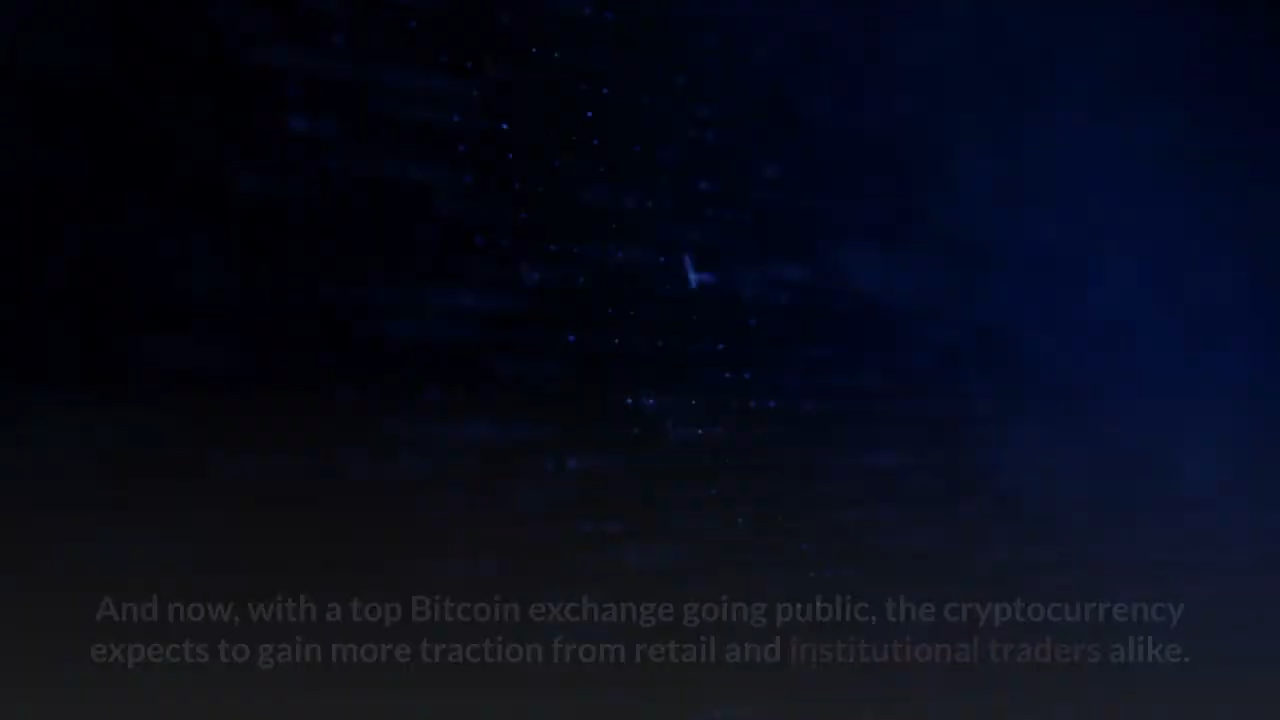 And now, with a top Bitcoin exchange going public, the cryptocurrency
expects to gain more traction from retail and institutional traders alike.